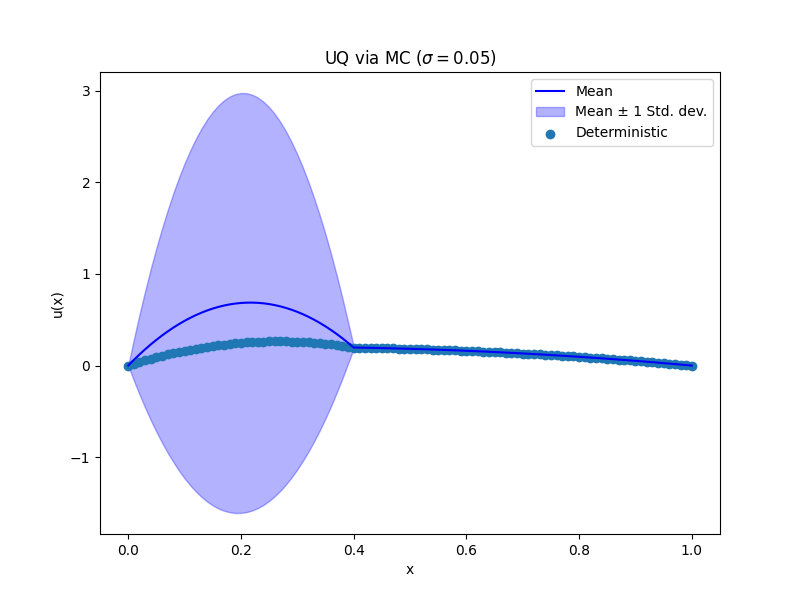 UQ via MC (σ = 0.05)
Mean
Mean ± 1 Std. dev.
Deterministic
3
2
1
0
−1
u(x)
0.0 0.2 0.4 0.6 0.8 1.0
x